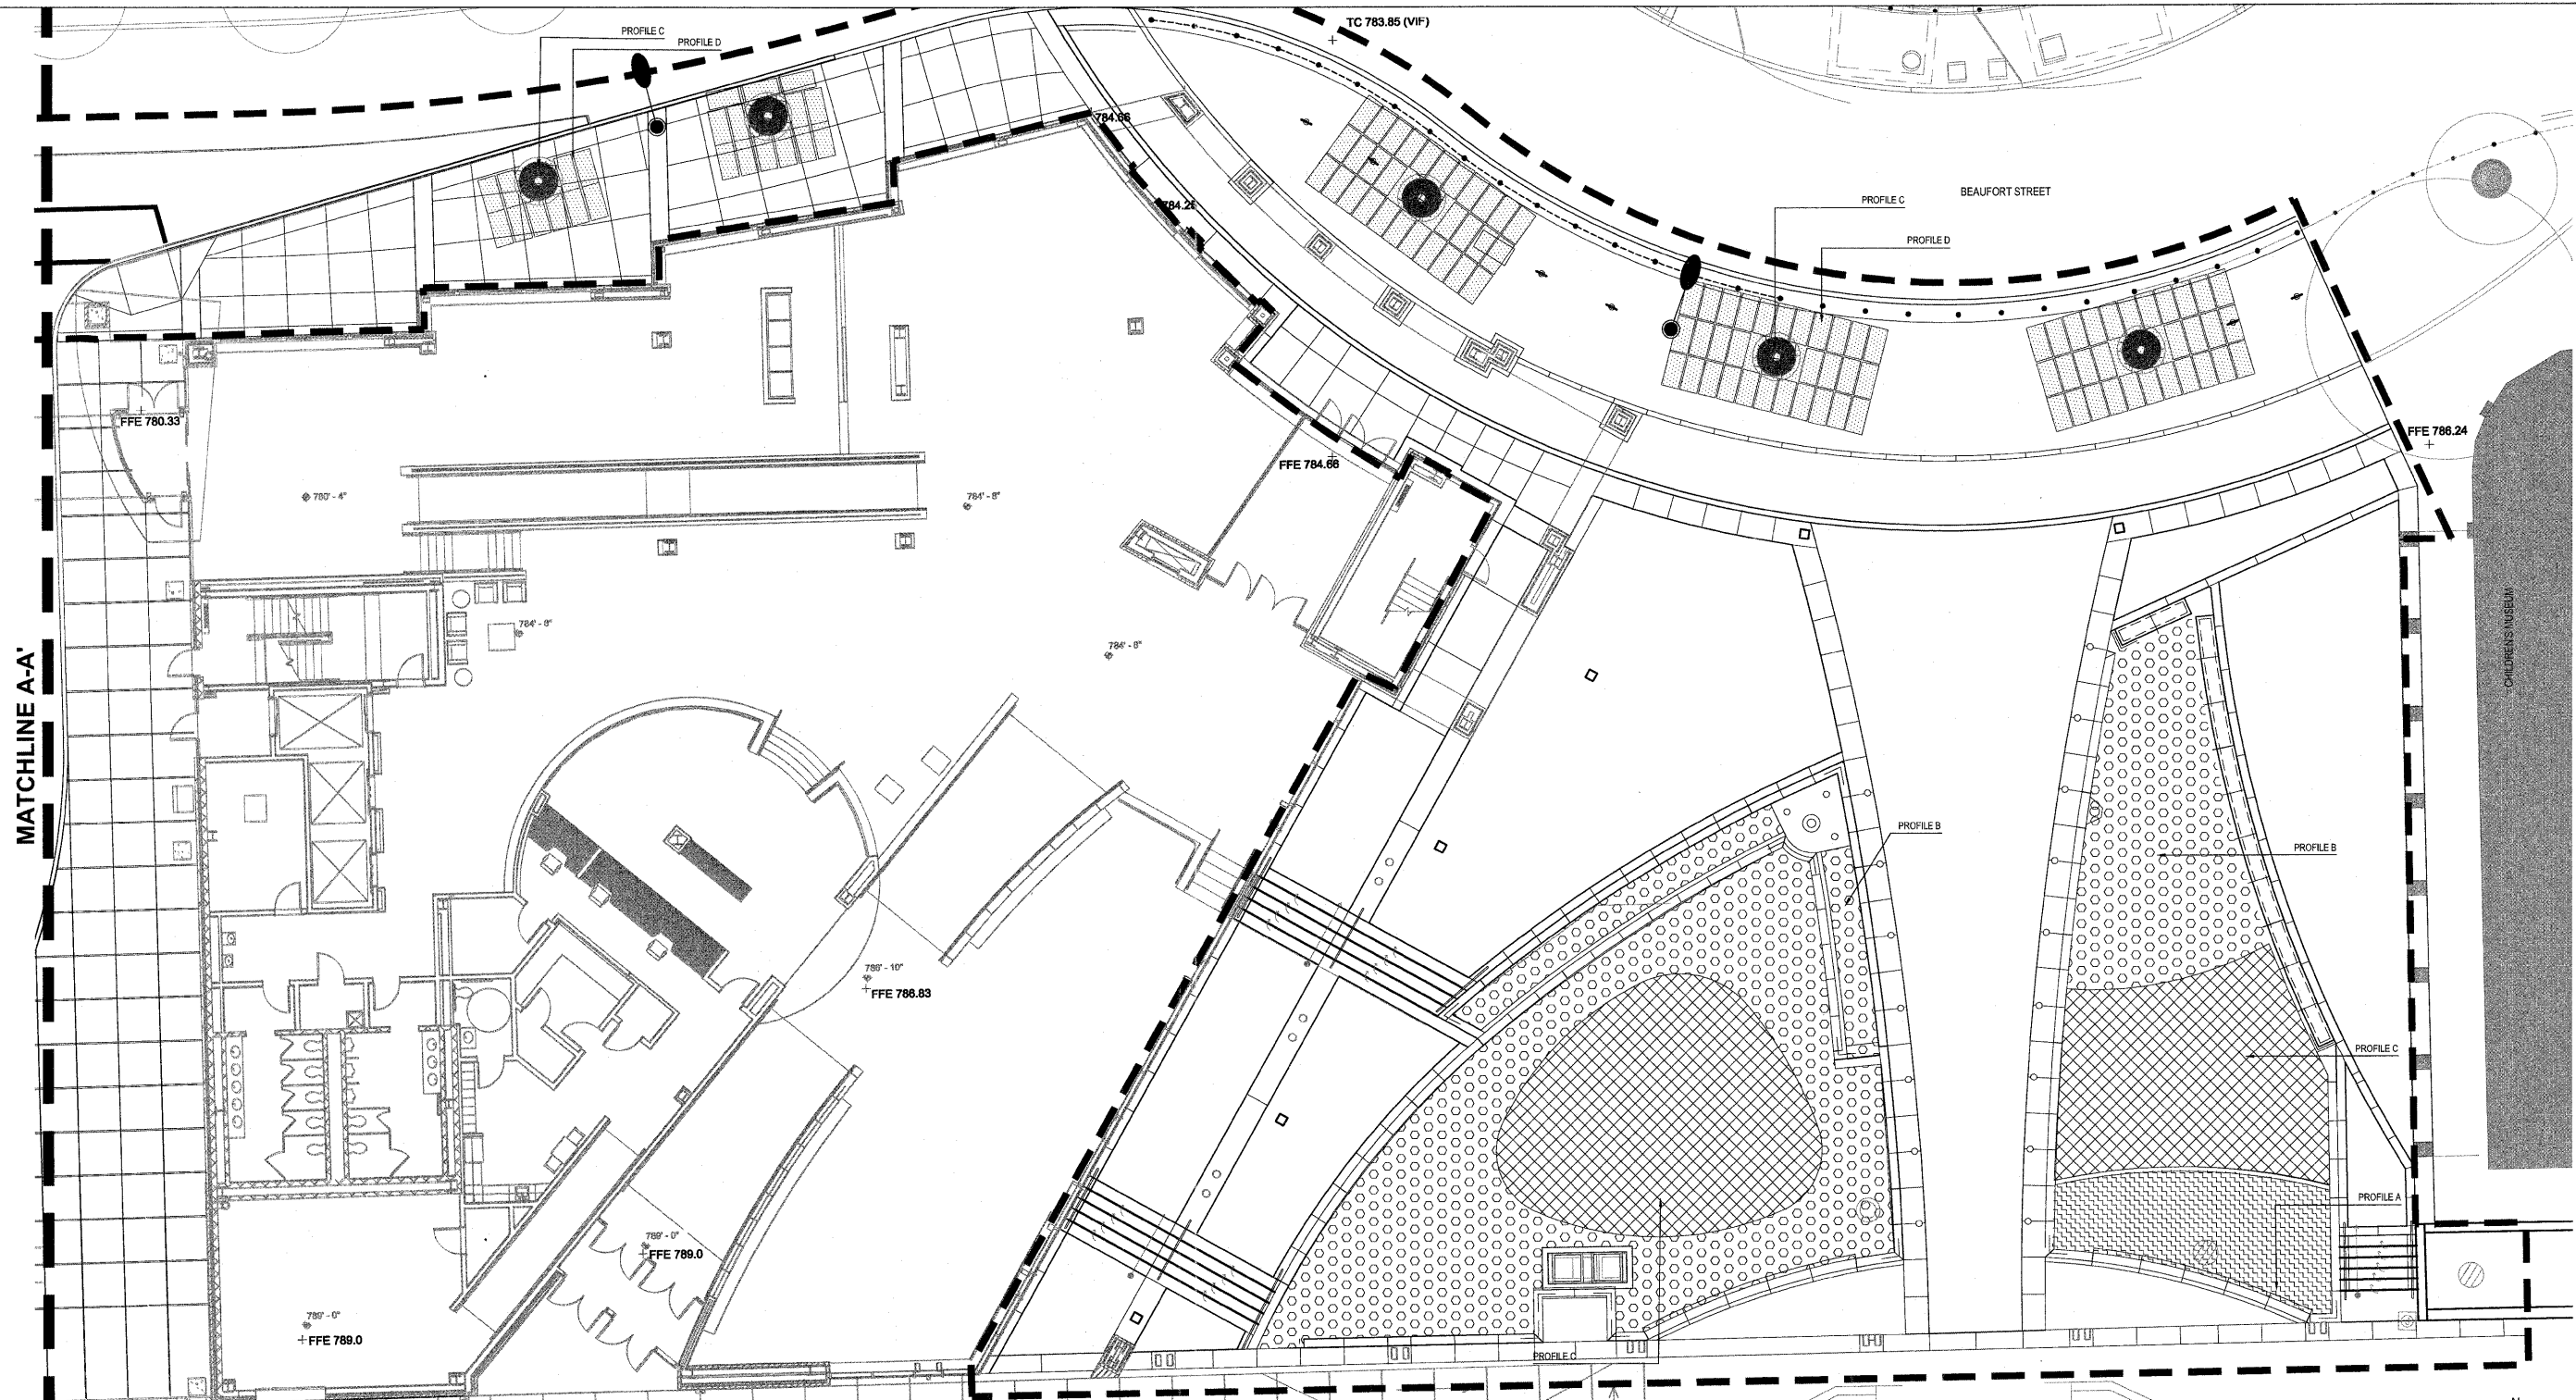 TC 783.85 (VIF)
PROFILE C
PROFILE D
784.66
BEAUFORT STREET
PROFILE C
784.25
PROFILE D
FFE 780.33
FFE 786.24
FFE 784.66
780' - 4"
784' - 8"
784' - 8"
784' - 8"
CHILDREN'S MUSEUM
MATCHLINE A-A'
PROFILE B
PROFILE B
786' - 10"
FFE 786.83
PROFILE C
PROFILE A
789' - 0"
FFE 789.0
789' - 0"
FFE 789.0
PROFILE C
N